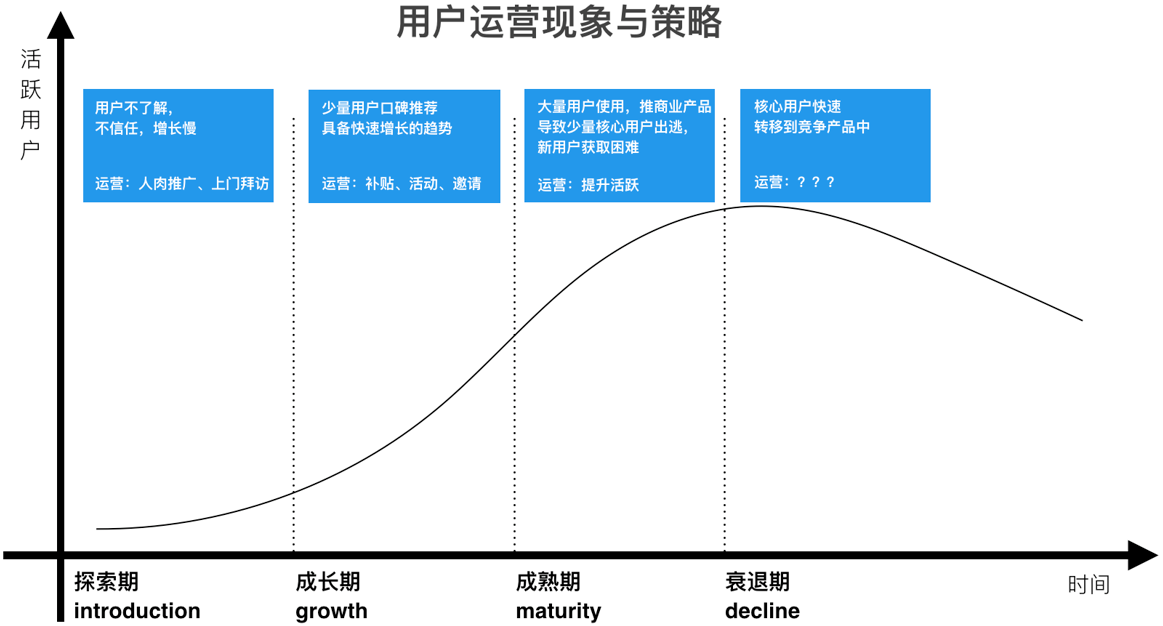 用户运营现象与策略
活
跃
用
户
用户不了解，
不信任，增长慢
运营：人肉推广、上门拜访
少量用户口碑推荐
具备快速增长的趋势
运营：补贴、活动、邀请
大量用户使用，推商业产品
导致少量核心用户出逃，
新用户获取困难
运营：提升活跃
核心用户快速
转移到竞争产品中
运营：？？？
探索期
introduction
成长期
growth
成熟期
maturity
衰退期
decline
时间